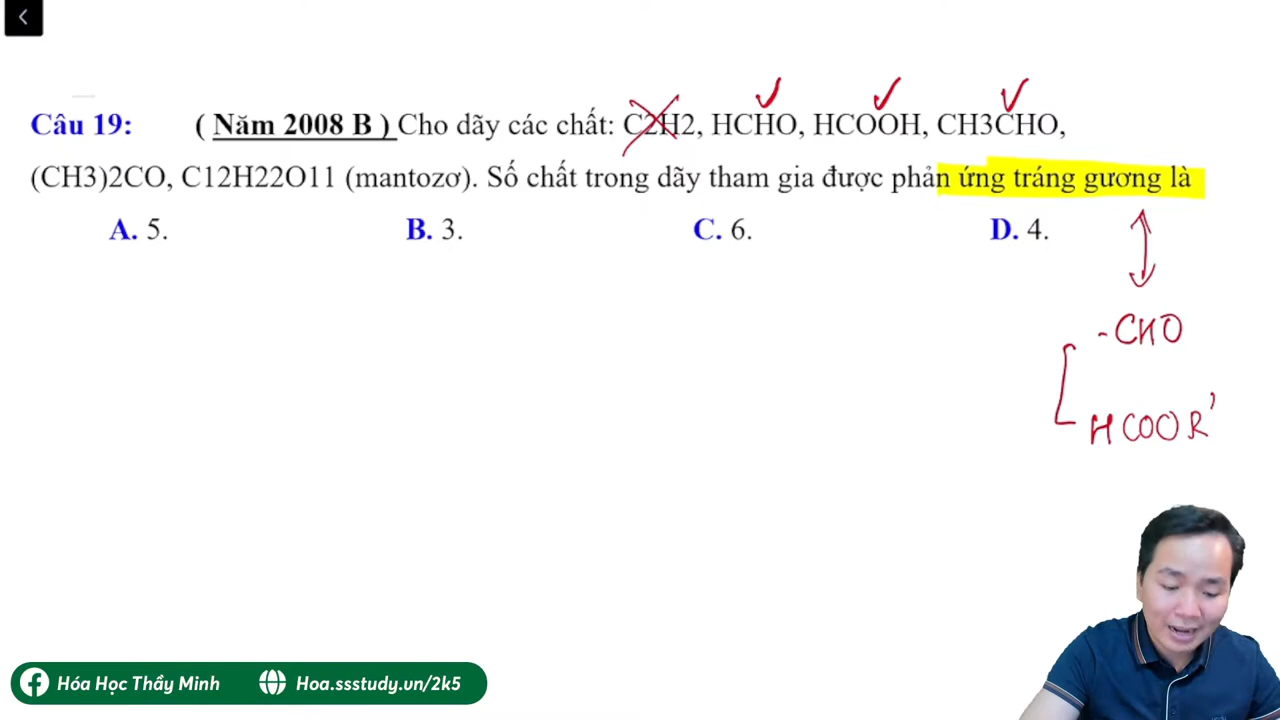 Câu 19: ( Năm 2008 B ) Cho dãy các chất: C2H2, HCHO, HCOOH, CH3CHO,
(CH3)2CO, C12H22O11 (mantozơ). Số chất trong dãy tham gia được phản ứng tráng gương là
A. 5. B. 3. C. 6. D. 4.
-CHO
HCOOR'
Hóa Học Thầy Minh Hoa.ssstudy.vn/2k5